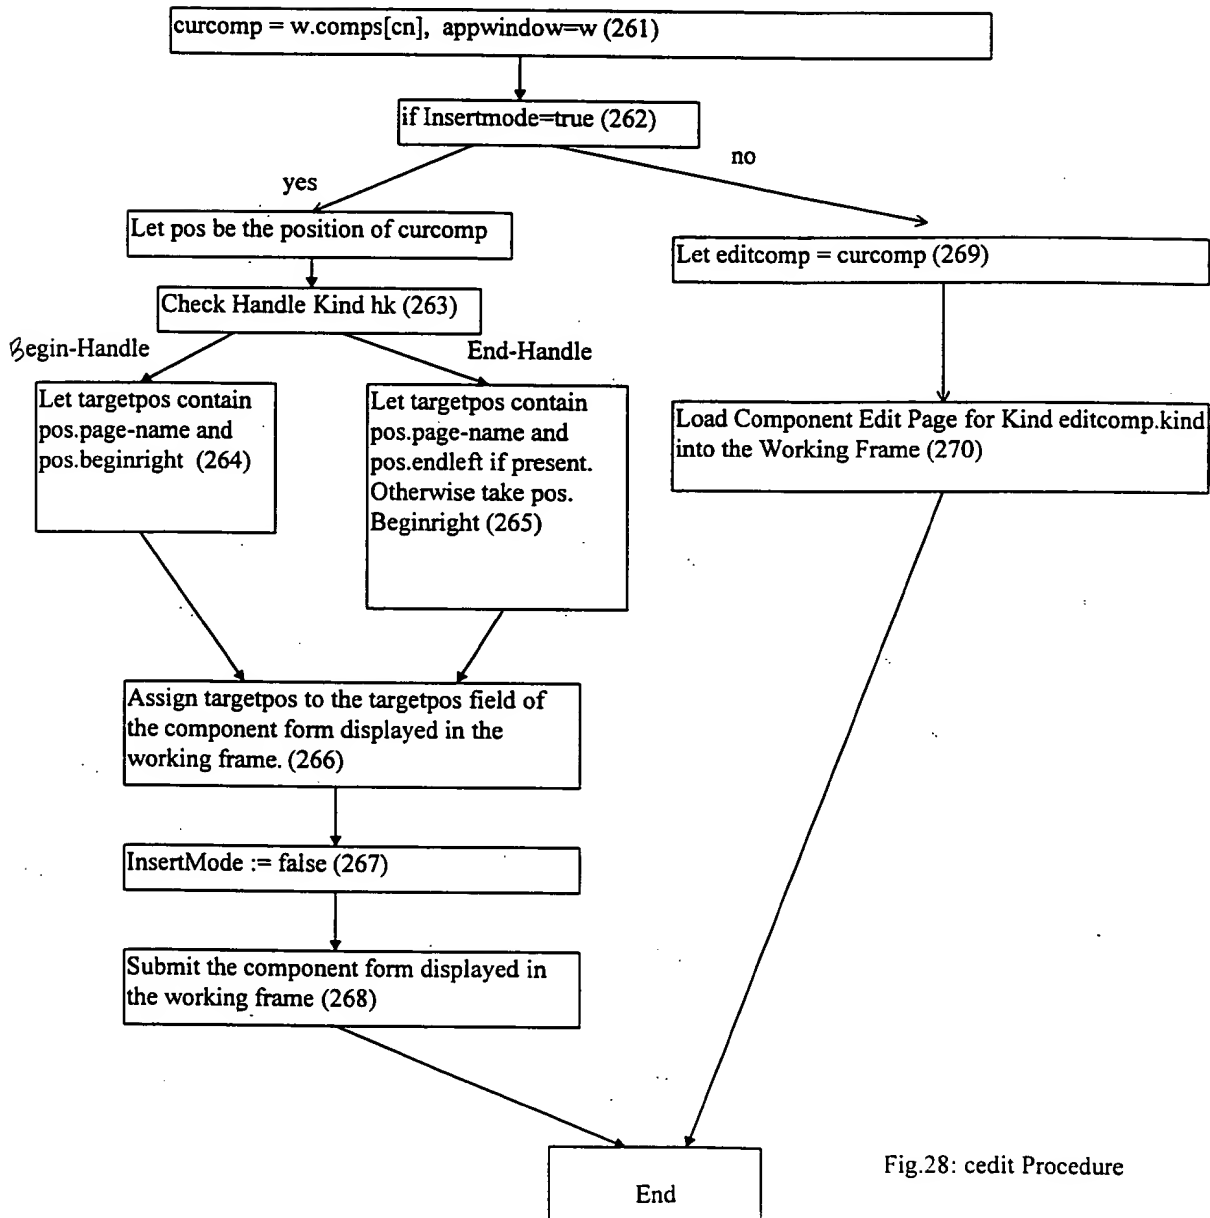 curcomp = w.comps[cn], appwindow=w (261)
if Insertmode=true (262)
yes
no
Let pos be the position of curcomp
Let editcomp = curcomp (269)
Check Handle Kind hk (263)
Begin-Handle
End-Handle
Let targetpos contain
pos.page-name and
pos.beginright (264)
Let targetpos contain
pos.page-name and
pos.endleft if present.
Otherwise take pos.
Beginright (265)
Load Component Edit Page for Kind editcomp.kind
into the Working Frame (270)
Assign targetpos to the targetpos field of
the component form displayed in the
working frame. (266)
InsertMode := false (267)
Submit the component form displayed in
the working frame (268)
End
Fig.28: cedit Procedure